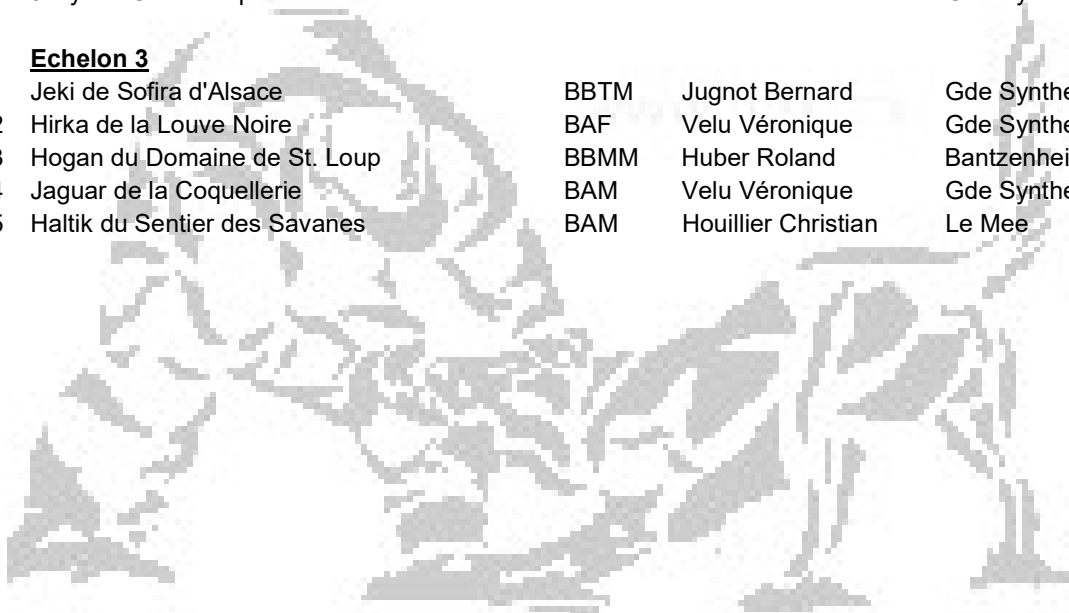 Echelon 3
Jeki de Sofira d'Alsace BBTM Jugnot Bernard Gde Synthe
2 Hirka de la Louve Noire BAF Velu Véronique Gde Synthe
3 Hogan du Domaine de St. Loup BBMM Huber Roland Bantzenhei
4 Jaguar de la Coquellerie BAM Velu Véronique Gde Synthe
5 Haltik du Sentier des Savanes BAM Houillier Christian Le Mee